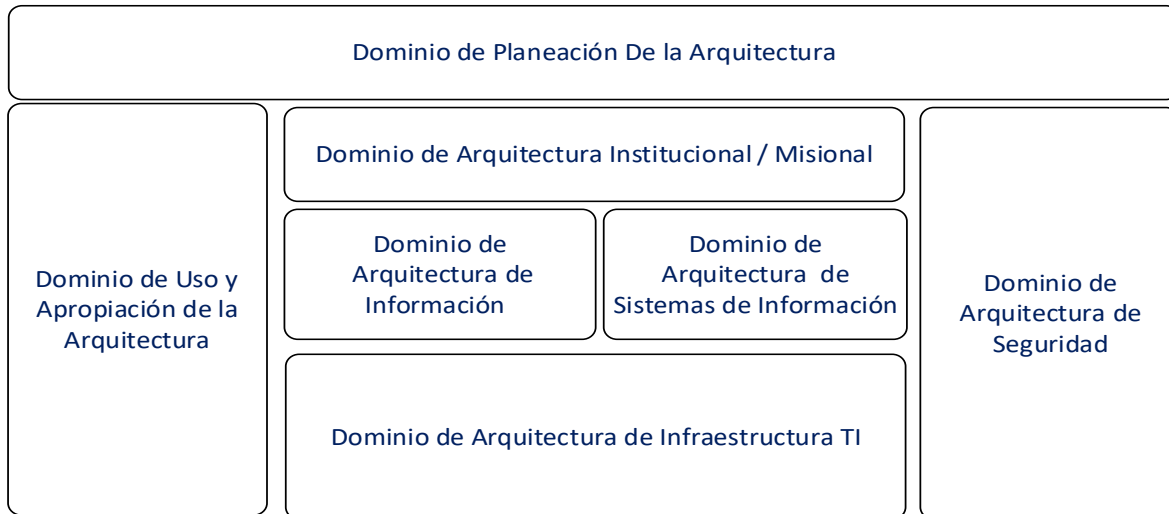 Dominio de Planeación De la Arquitectura
Dominio de Uso y
Apropiación de la
Arquitectura
Dominio de Arquitectura Institucional / Misional
Dominio de
Arquitectura de
Información
Dominio de
Arquitectura de
Sistemas de Información
Dominio de Arquitectura de Infraestructura TI
Dominio de
Arquitectura de
Seguridad